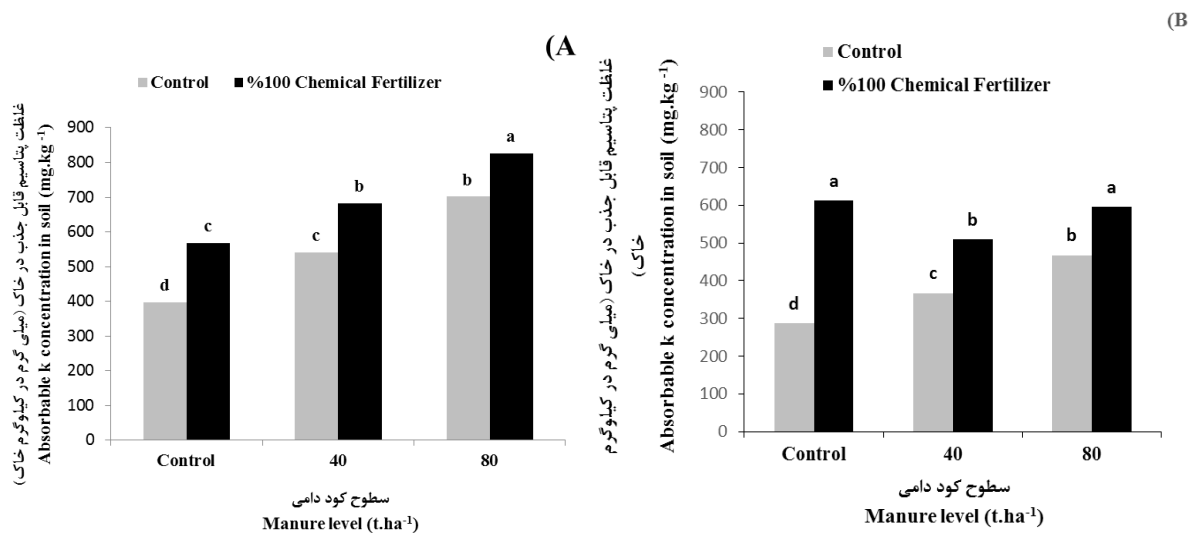 (A
Control
%100 Chemical Fertilizer
غلظت پتاسیم قابل جذب در خاک (میلی گرم در کیلوگرم خاک)
Absorbable k concentration in soil (mg.kg -1)
900
800
700
600
500
400
300
200
100
0
d
c
c
b
b
a
Control
40
80
سطوح کود دامی
Manure level (t.ha-1)
(B
Control
%100 Chemical Fertilizer
غلظت پتاسیم قابل جذب در خاک (میلی گرم در کیلوگرم
خاک)
Absorbable k concentration in soil (mg.kg -1)
900
800
700
600
500
400
300
200
100
0
d
a
c
b
b
a
Control
40
80
سطوح کود دامی
Manure level (t.ha-1)